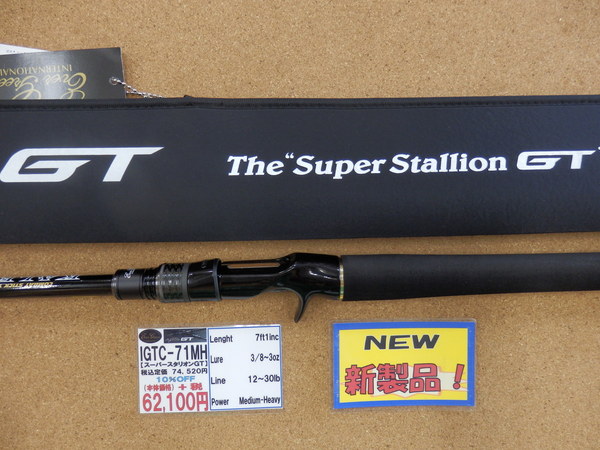 INTERNATIONAL
GT
The "Super Stallion GT"
GT
IGTC-71MH
[スーパースタリオンGT]
税込定価 74,520円
10%OFF
(本体価格)+税
62,100円
Lenght 7ft1inc
Lure 3/8~3oz
Line 12~30lb
Power Medium-Heavy
NEW
新製品!